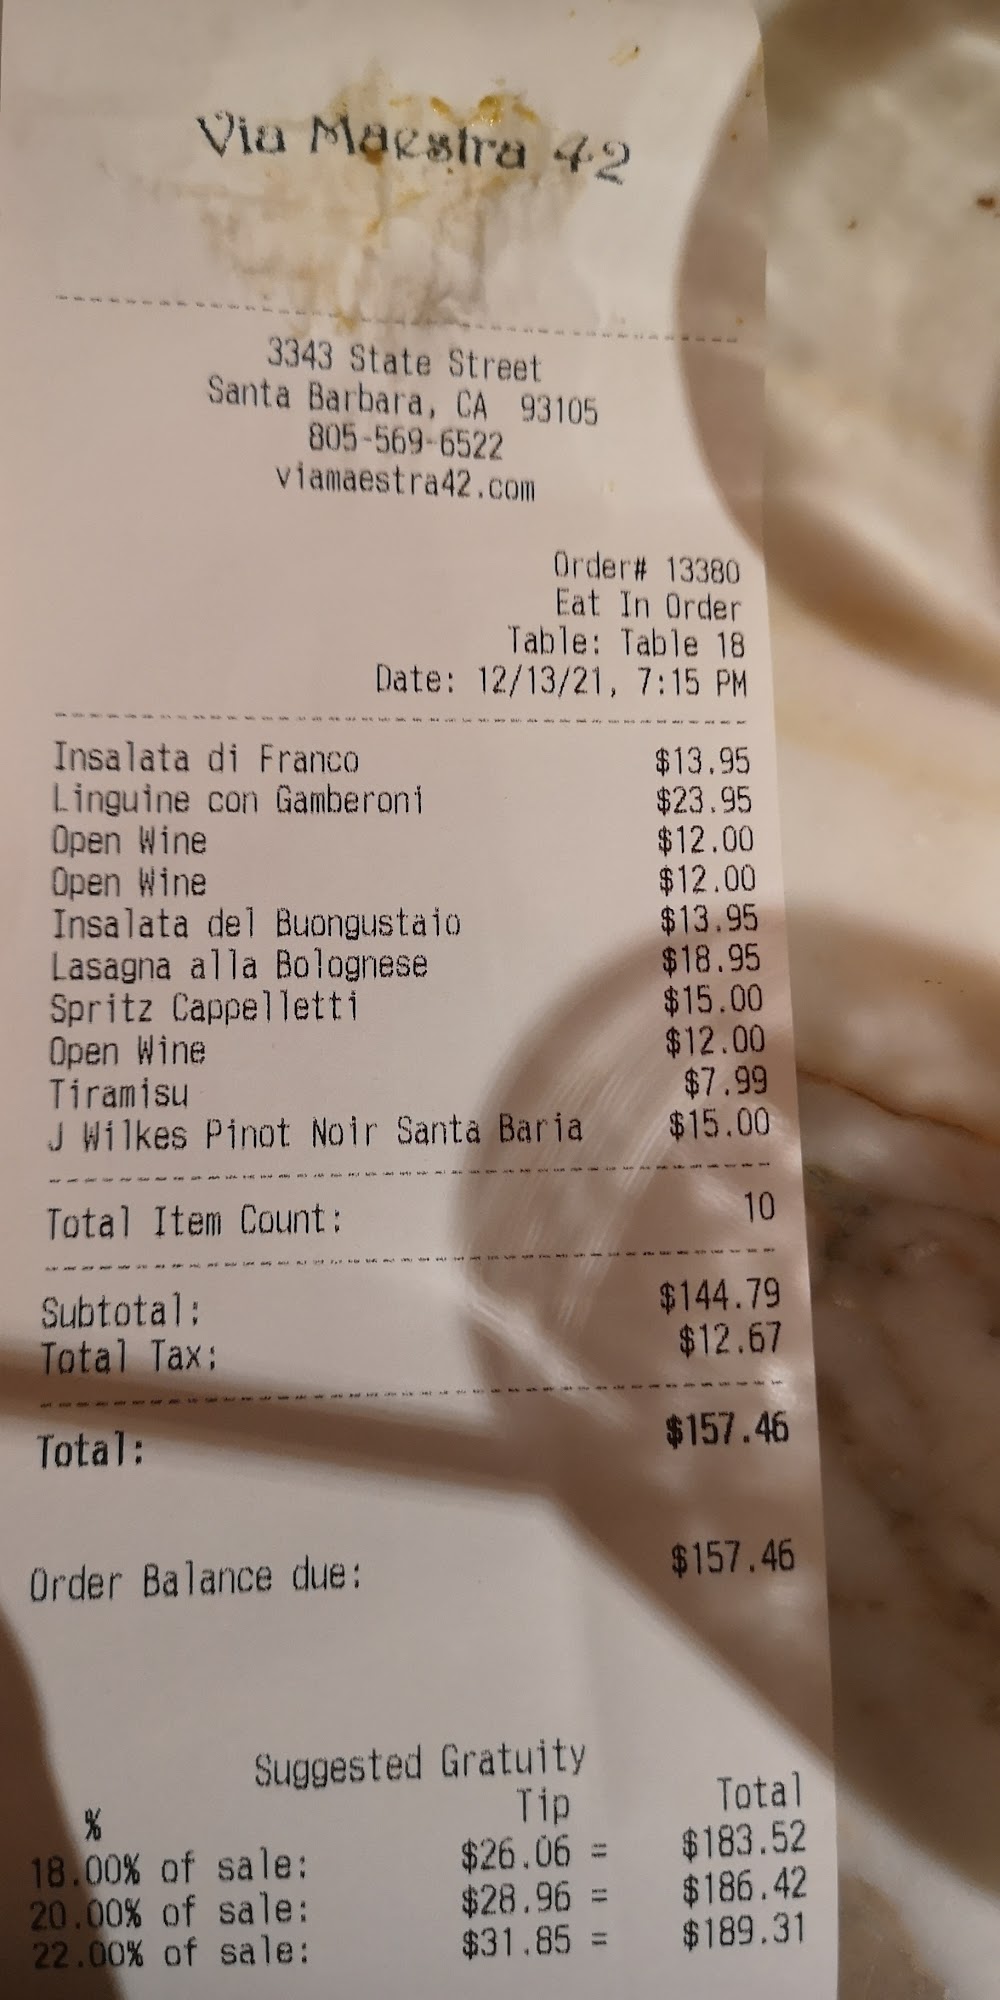 Via Maestra 42
3343 State Street
Santa Barbara, CA 93105
805-569-6522
viamaestra42.com
Order# 13380
Eat In Order
Table: Table 18
Date: 12/13/21, 7:15 PM
Insalata di Franco $13.95
Linguine con Gamberoni $23.95
Open Wine $12.00
Open Wine $12.00
Insalata del Buongustaio $13.95
Lasagna alla Bolognese $18.95
Spritz Cappelletti $15.00
Open Wine $12.00
Tiramisu $7.99
J Wilkes Pinot Noir Santa Baria $15.00
Total Item Count: 10
Subtotal: $144.79
Total Tax: $12.67
Total: $157.46
Order Balance due: $157.46
Suggested Gratuity
% Tip Total
18.00% of sale: $26.06 = $183.52
20.00% of sale: $28.96 = $186.42
22.00% of sale: $31.85 = $189.31